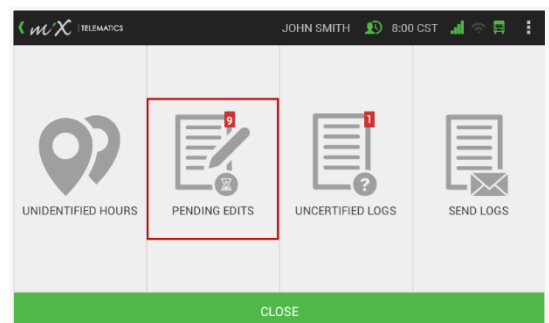 miX TELEMATICS JOHN SMITH 8:00 CST
9 1
?
UNIDENTIFIED HOURS PENDING EDITS UNCERTIFIED LOGS SEND LOGS
CLOSE